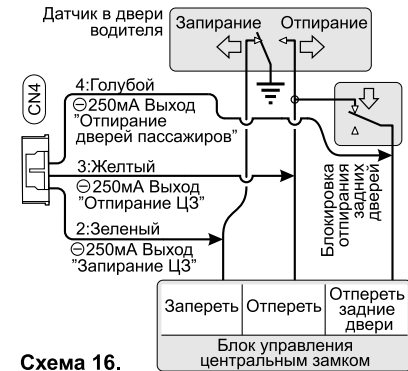 Датчик в двери
водителя
Запирание
Отпирание
CN4
4:Голубой
⊖250мА Выход
"Отпирание
дверей пассажиров"
3:Желтый
⊖250мА Выход
"Отпирание ЦЗ"
2:Зеленый
⊖250мА Выход
"Запирание ЦЗ"
Блокировка
отпирания
задних
дверей
Запереть
Отпереть
Отпереть
задние
двери
Блок управления
центральным замком
Схема 16.